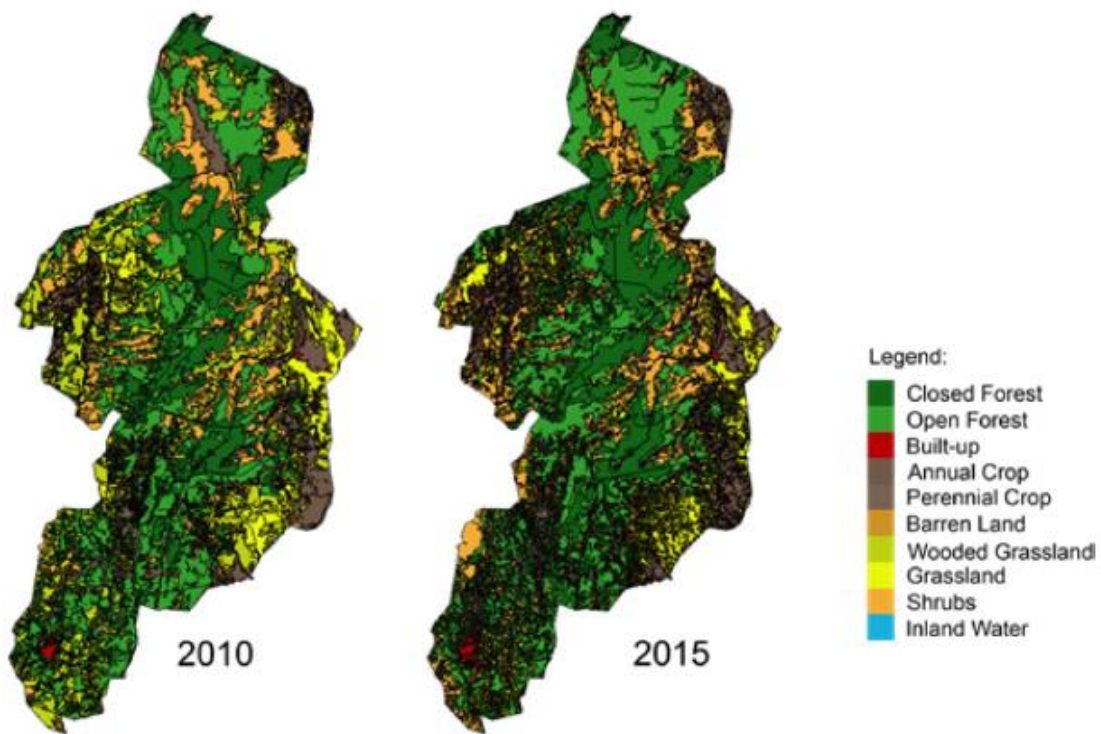 2010
2015
Legend:
Closed Forest
Open Forest
Built-up
Annual Crop
Perennial Crop
Barren Land
Wooded Grassland
Grassland
Shrubs
Inland Water